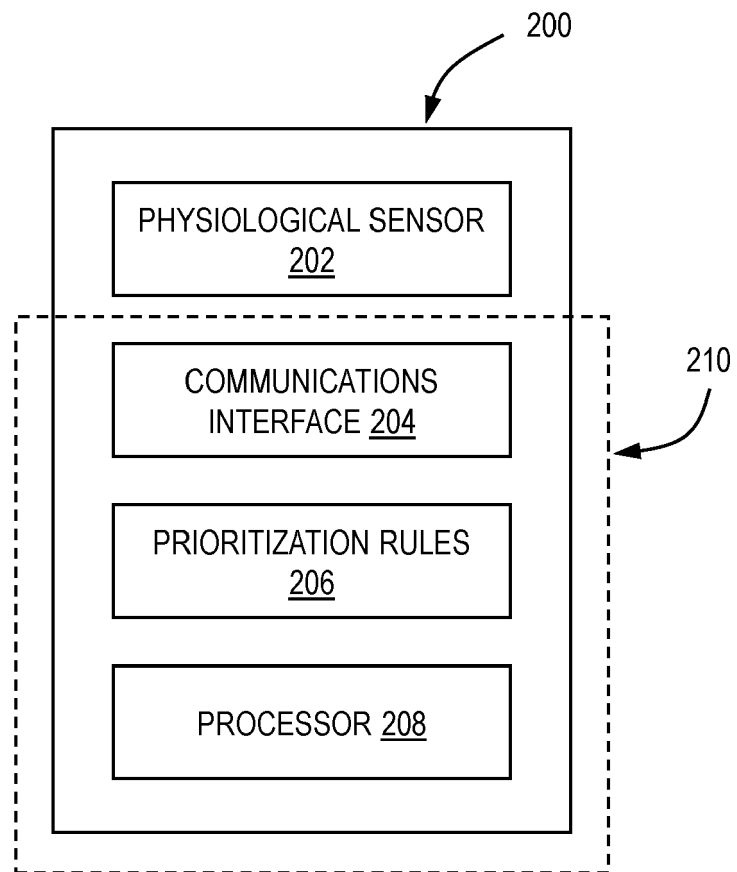 200
PHYSIOLOGICAL SENSOR
202
COMMUNICATIONS
INTERFACE 204
210
PRIORITIZATION RULES
206
PROCESSOR 208